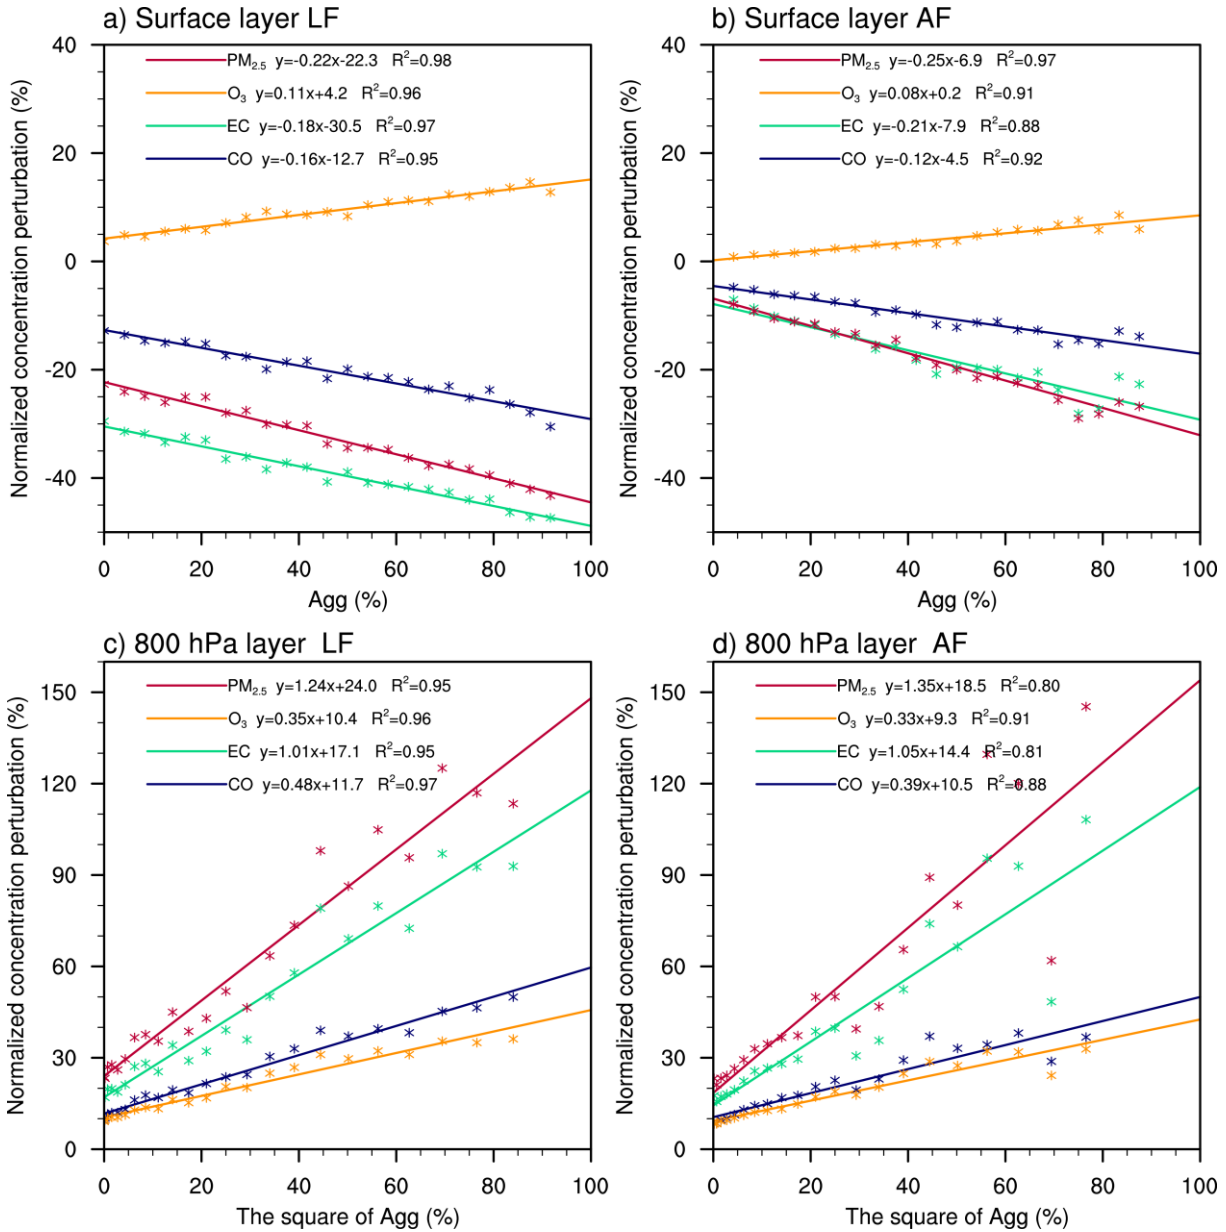 a) Surface layer LF
Normalized concentration perturbation (%)
40
20
0
-20
-40
PM2.5 y=-0.22x-22.3 R²=0.98
O3 y=0.11x+4.2 R²=0.96
EC y=-0.18x-30.5 R²=0.97
CO y=-0.16x-12.7 R²=0.95
0 20 40 60 80 100
Agg (%)
b) Surface layer AF
Normalized concentration perturbation (%)
40
20
0
-20
-40
PM2.5 y=-0.25x-6.9 R²=0.97
O3 y=0.08x+0.2 R²=0.91
EC y=-0.21x-7.9 R²=0.88
CO y=-0.12x-4.5 R²=0.92
0 20 40 60 80 100
Agg (%)
c) 800 hPa layer LF
Normalized concentration perturbation (%)
150
120
90
60
30
0
PM2.5 y=1.24x+24.0 R²=0.95
O3 y=0.35x+10.4 R²=0.96
EC y=1.01x+17.1 R²=0.95
CO y=0.48x+11.7 R²=0.97
0 20 40 60 80 100
The square of Agg (%)
d) 800 hPa layer AF
Normalized concentration perturbation (%)
150
120
90
60
30
0
PM2.5 y=1.35x+18.5 R²=0.80
O3 y=0.33x+9.3 R²=0.91
EC y=1.05x+14.4 R²=0.81
CO y=0.39x+10.5 R²=0.88
0 20 40 60 80 100
The square of Agg (%)